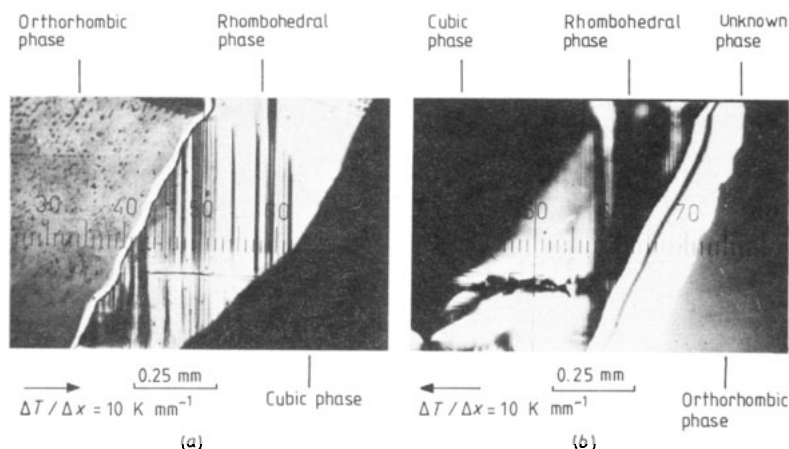 Orthorhombic
phase
Rhombohedral
phase
Cubic
phase
Rhombohedral
phase
Unknown
phase
30 40 50 60
60 70
0.25 mm
ΔT / Δx = 10 K mm⁻¹
Cubic phase
(a)
0.25 mm
ΔT / Δx = 10 K mm⁻¹
Orthorhombic
phase
(b)